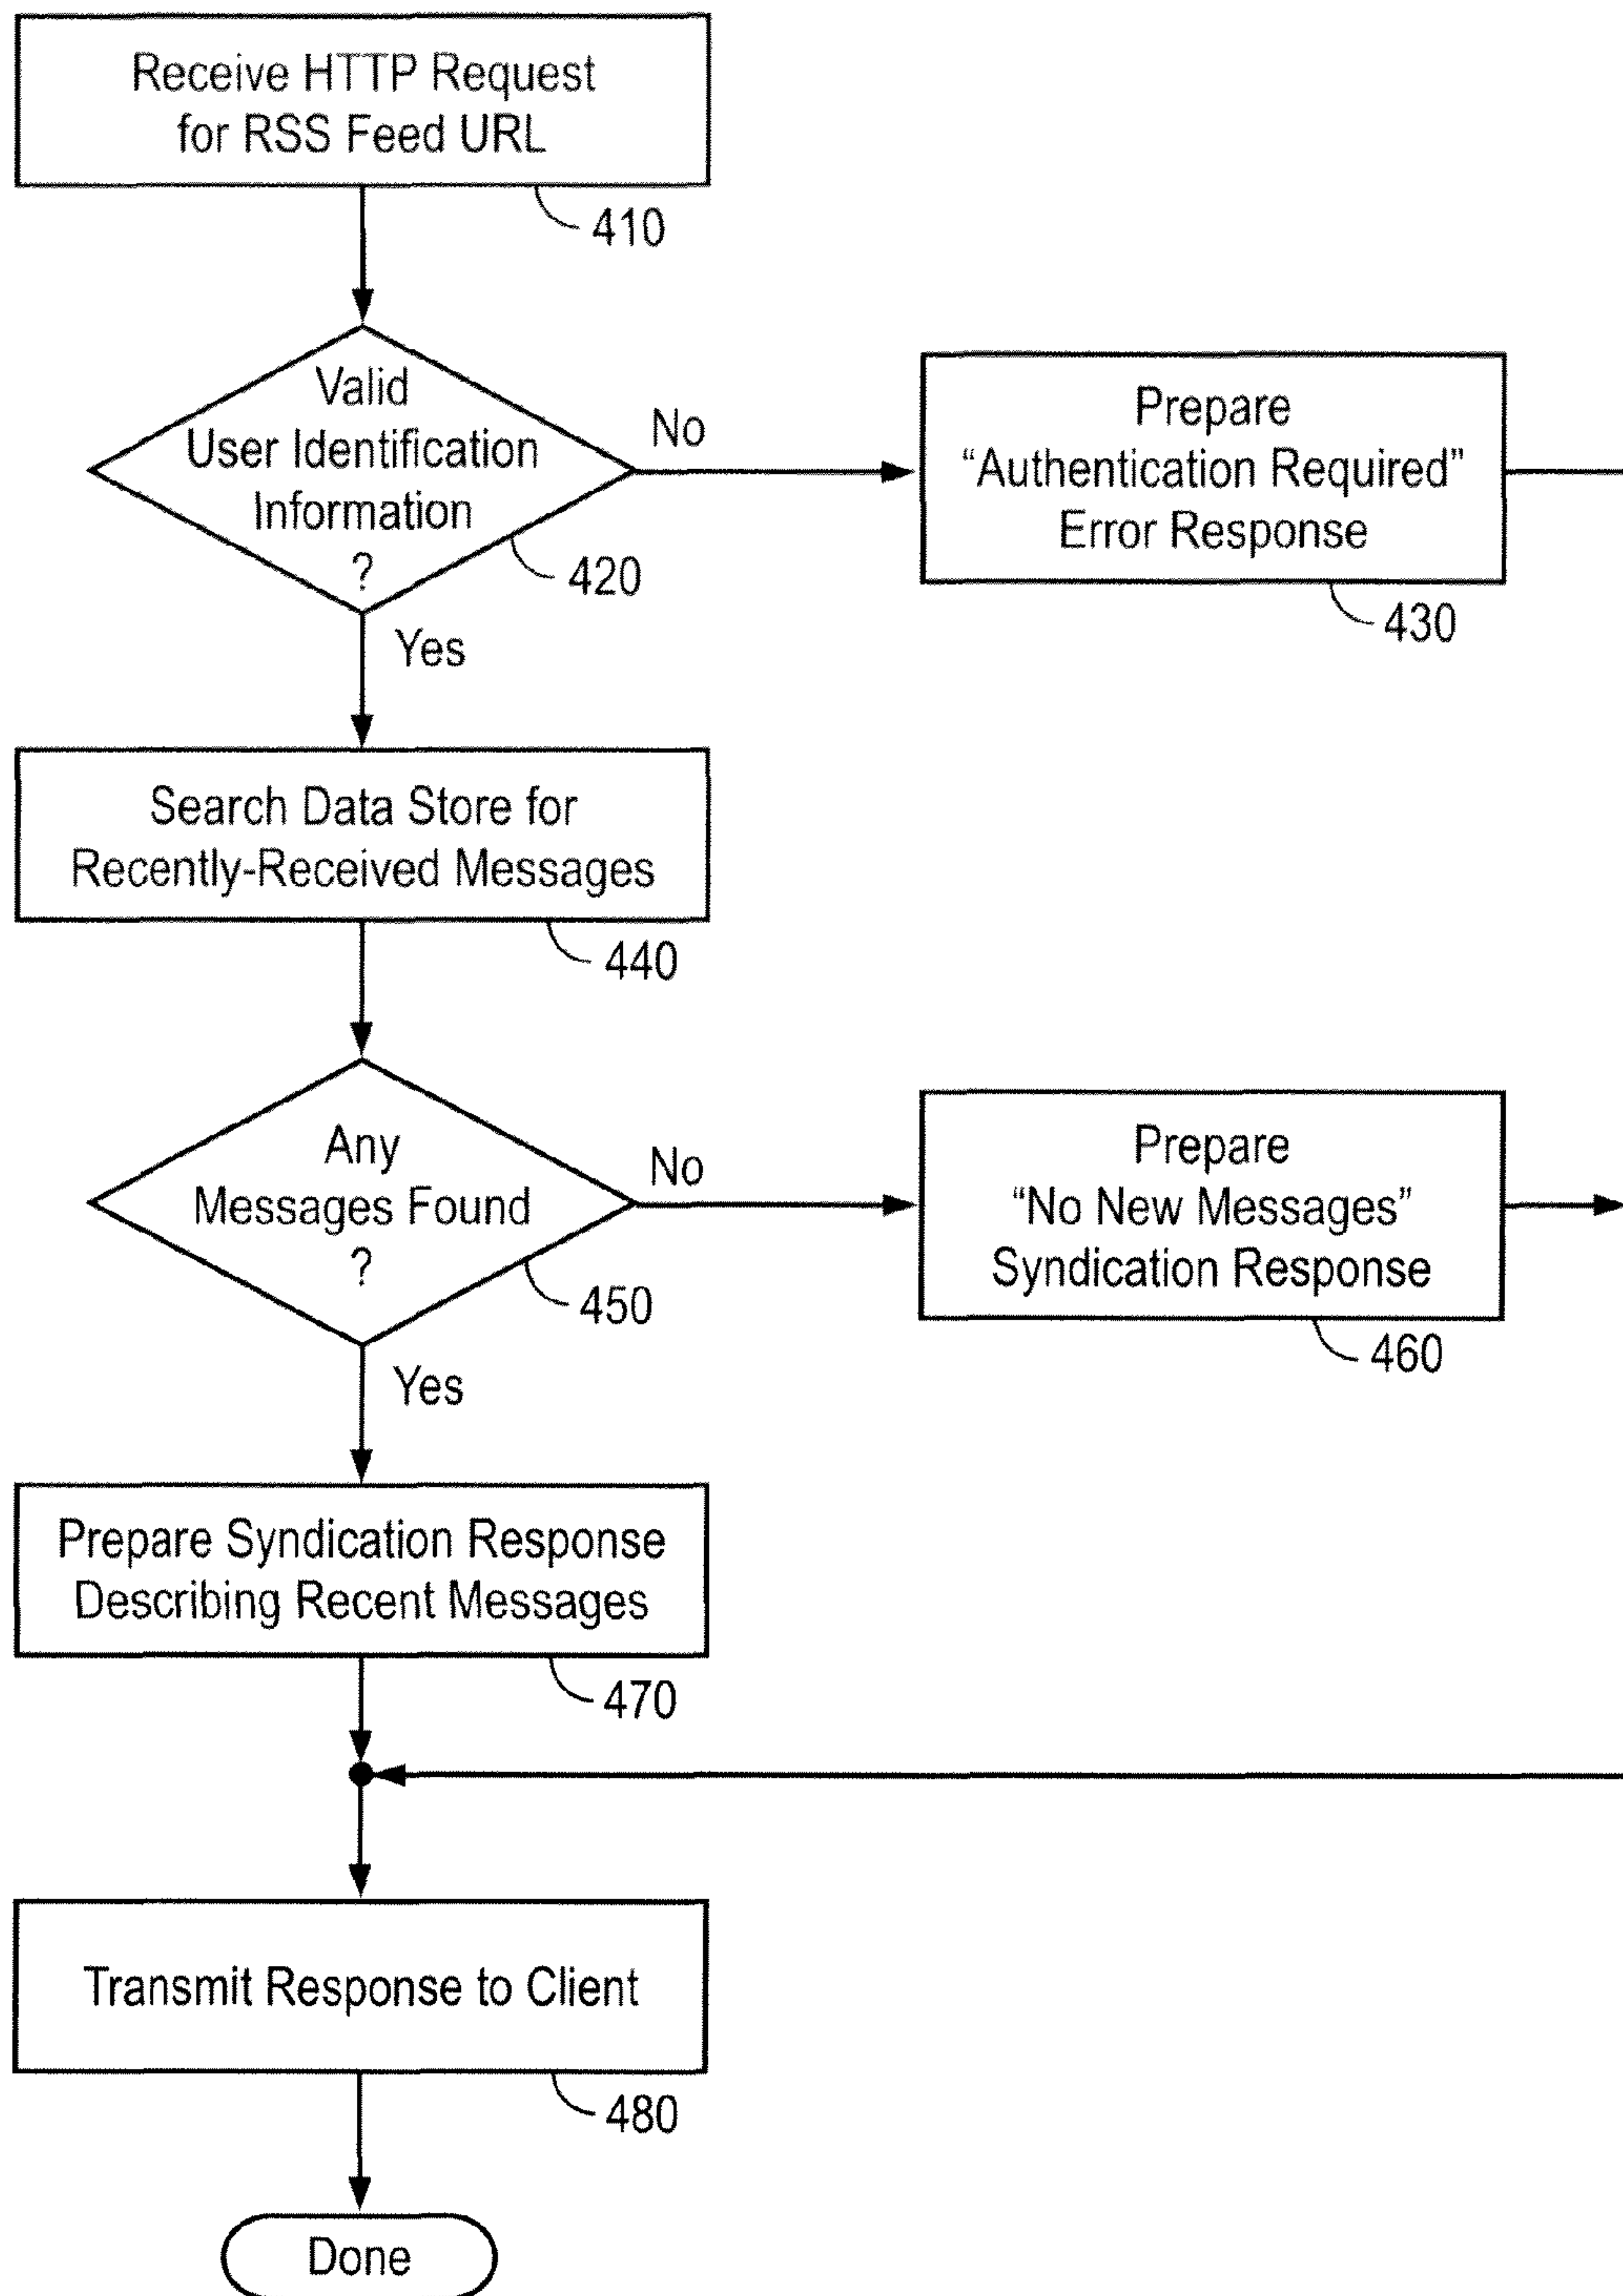 Receive HTTP Request
for RSS Feed URL
410
Valid
User Identification
Information
?
420
No
Prepare
“Authentication Required”
Error Response
430
Yes
Search Data Store for
Recently-Received Messages
440
Any
Messages Found
?
450
No
Prepare
“No New Messages”
Syndication Response
460
Yes
Prepare Syndication Response
Describing Recent Messages
470
Transmit Response to Client
480
Done